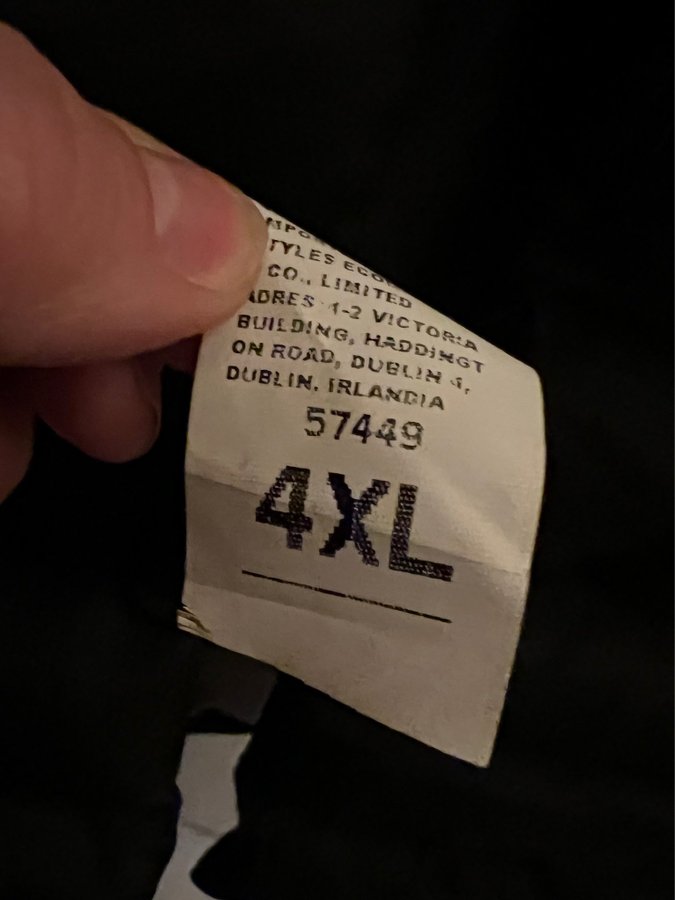 TYLES ECO
CO., LIMITED
ADRES 1-2 VICTORIA
BUILDING, HADDINGT
ON ROAD, DUBLIN 4,
DUBLIN, IRLANDIA
57449
4XL